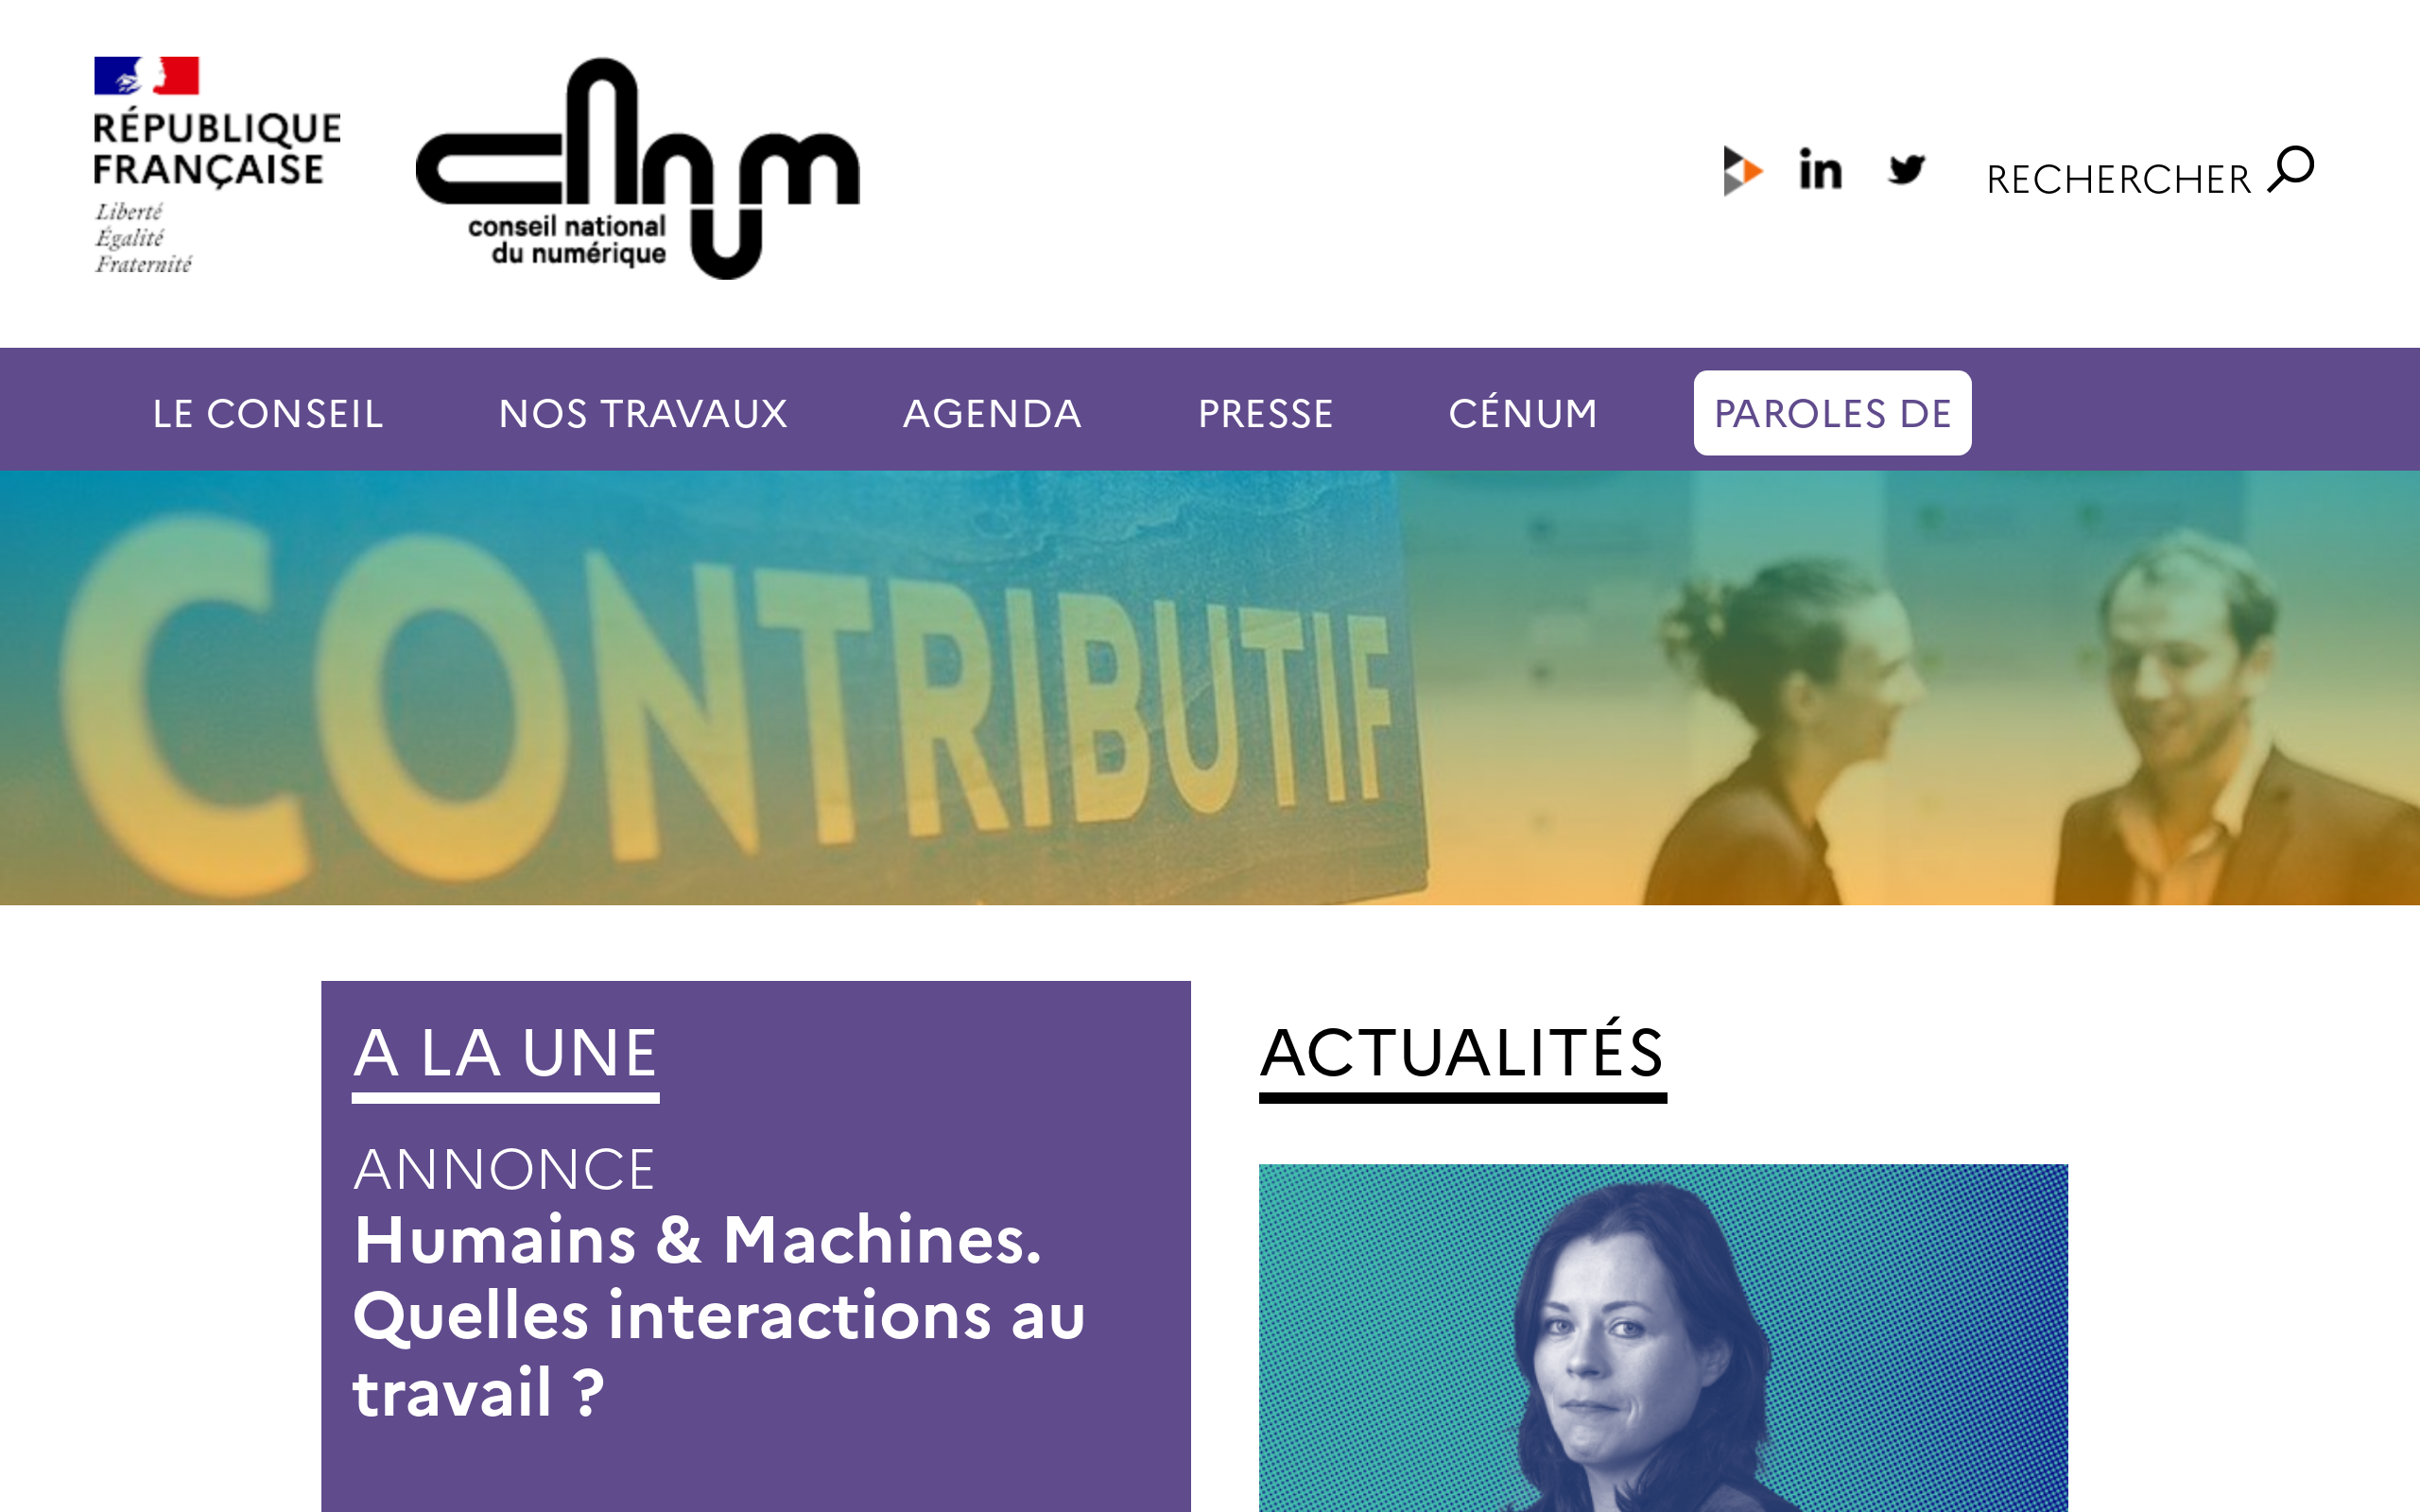 RÉPUBLIQUE
FRANÇAISE
Liberté
Égalité
Fraternité
cnnum
conseil national
du numérique
in
RECHERCHER
LE CONSEIL
NOS TRAVAUX
AGENDA
PRESSE
CÉNUM
PAROLES DE
CONTRIBUTIF
A LA UNE
ANNONCE
Humains & Machines.
Quelles interactions au
travail ?
ACTUALITÉS